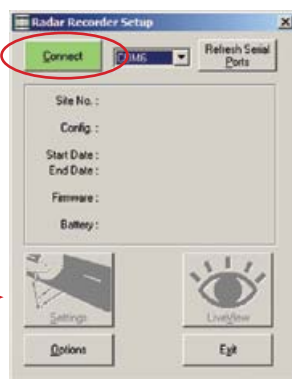 Radar Recorder Setup
Connect
COM6
Refresh Serial
Ports
Site No. :
Config. :
Start Date :
End Date :
Firmware :
Battery :
Settings
LiveView
Options
Exit